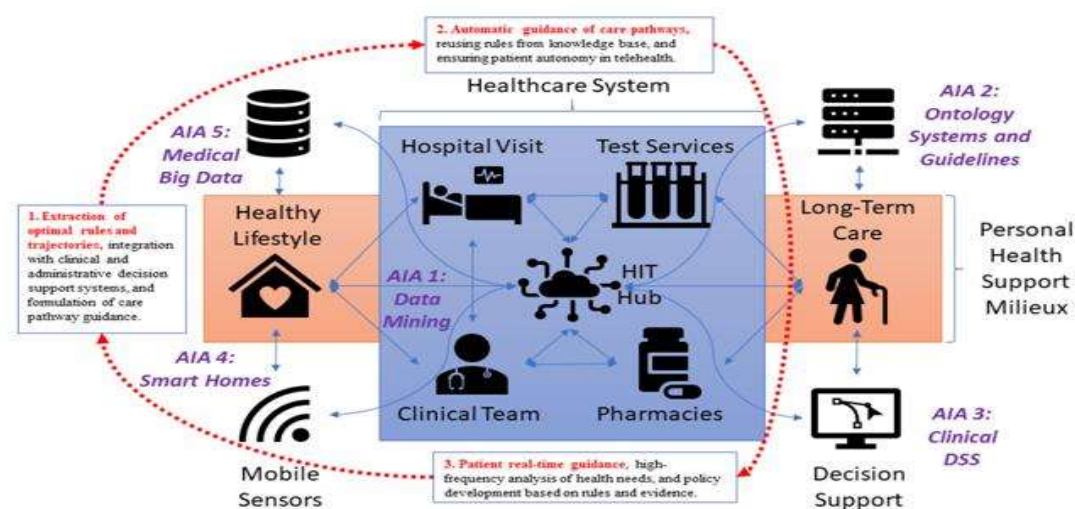 2. Automatic guidance of care pathways,
reusing rules from knowledge base, and
ensuring patient autonomy in telehealth.
Healthcare System
AIA 5:
Medical
Big Data
AIA 2:
Ontology
Systems and
Guidelines
Hospital Visit
Test Services
1. Extraction of
optimal rules and
trajectories, integration
with clinical and
administrative decision
support systems, and
formulation of care
pathway guidance.
Healthy
Lifestyle
AIA 1:
Data
Mining
HIT
Hub
Long-Term
Care
Personal
Health
Support
Milieux
AIA 4:
Smart Homes
Clinical Team
Pharmacies
AIA 3:
Clinical
DSS
Mobile
Sensors
3. Patient real-time guidance, high-
frequency analysis of health needs, and policy
development based on rules and evidence.
Decision
Support